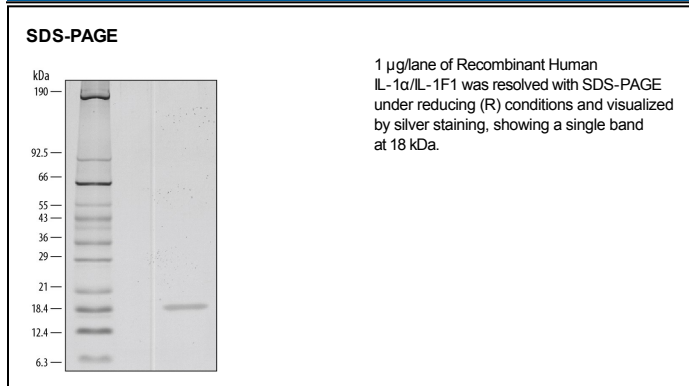 SDS-PAGE
1 µg/lane of Recombinant Human
IL-1α/IL-1F1 was resolved with SDS-PAGE
under reducing (R) conditions and visualized
by silver staining, showing a single band
at 18 kDa.
kDa
190
92.5
66
55
43
36
29
21
18.4
12.4
6.3